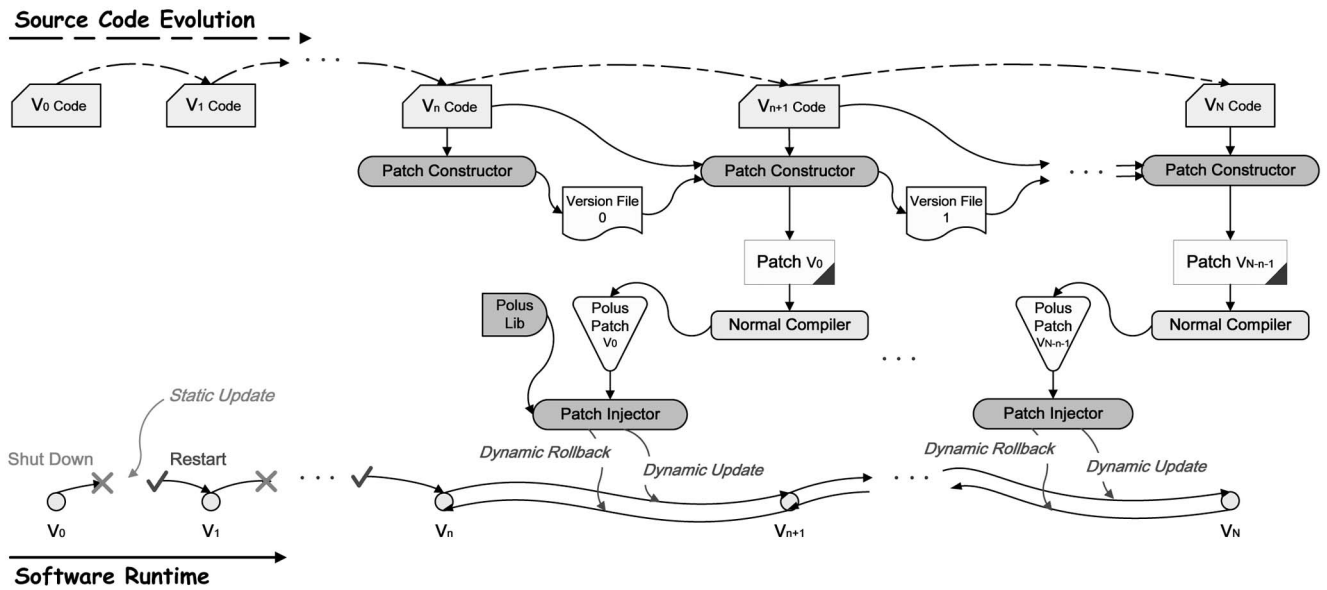 Source Code Evolution
. . .
V0 Code
V1 Code
Vn Code
Vn+1 Code
VN Code
Patch Constructor
Patch Constructor
. . .
Patch Constructor
Version File
0
Version File
1
Patch V0
Patch VN-n-1
Polus
Lib
Polus
Patch
V0
Normal Compiler
Polus
Patch
VN-n-1
Normal Compiler
. . .
Static Update
Patch Injector
Patch Injector
Shut Down
Restart
Dynamic Rollback
Dynamic Update
Dynamic Rollback
Dynamic Update
. . .
. . .
V0
V1
Vn
Vn+1
VN
Software Runtime